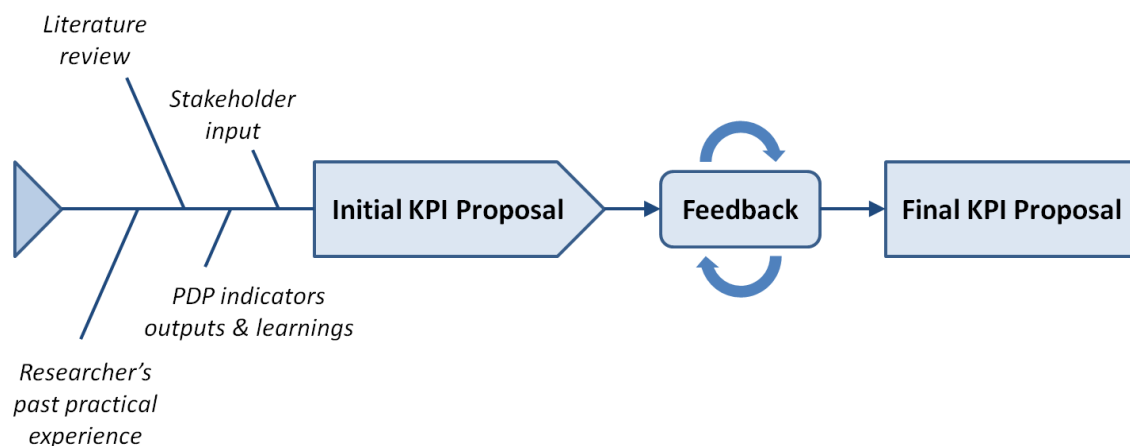 Literature
review
Stakeholder
input
Initial KPI Proposal
Feedback
Final KPI Proposal
PDP indicators
outputs & learnings
Researcher’s
past practical
experience